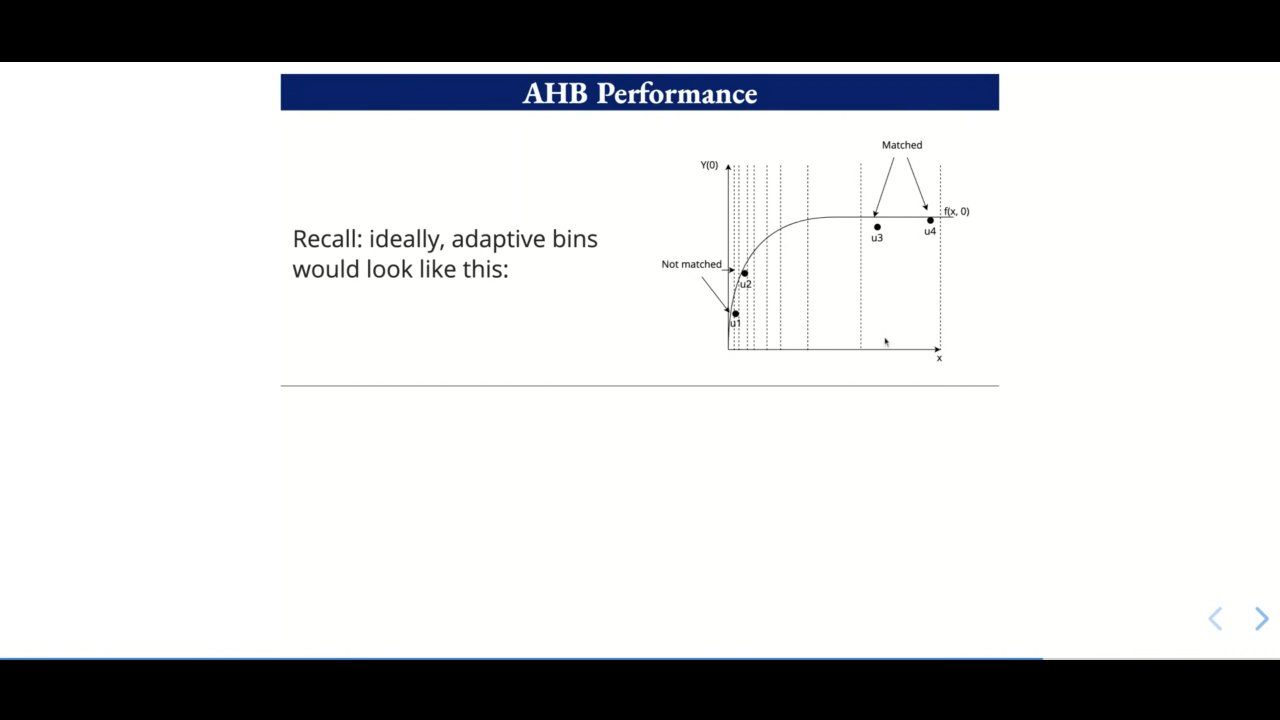 AHB Performance
Recall: ideally, adaptive bins
would look like this:
Matched
Y(0)
f(x, 0)
u4
u3
Not matched
u2
u1
x